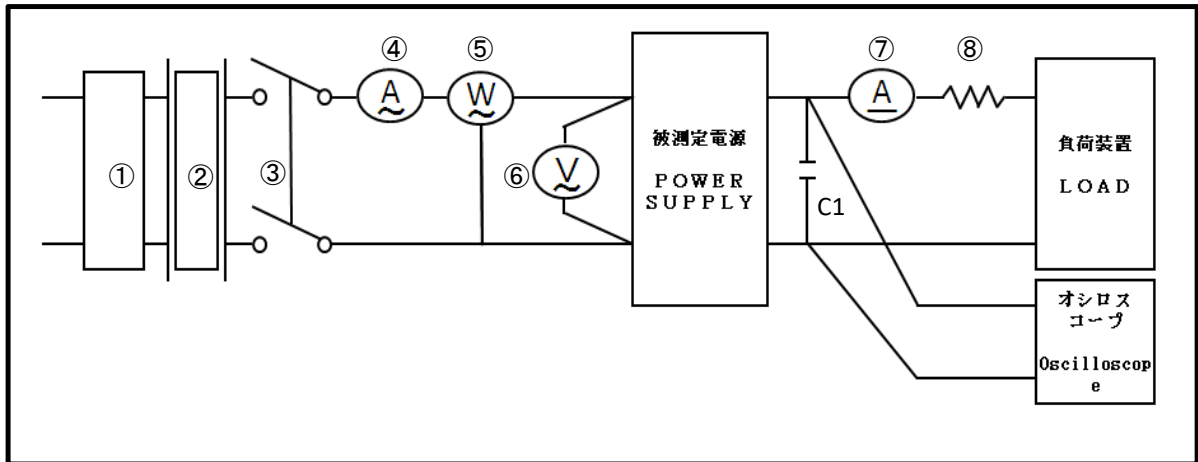 ①
②
③
④
A
⑤
W
⑥
V
被測定電源
POWER
SUPPLY
C1
⑦
A
⑧
負荷装置
LOAD
オシロス
コープ
Oscilloscop
e